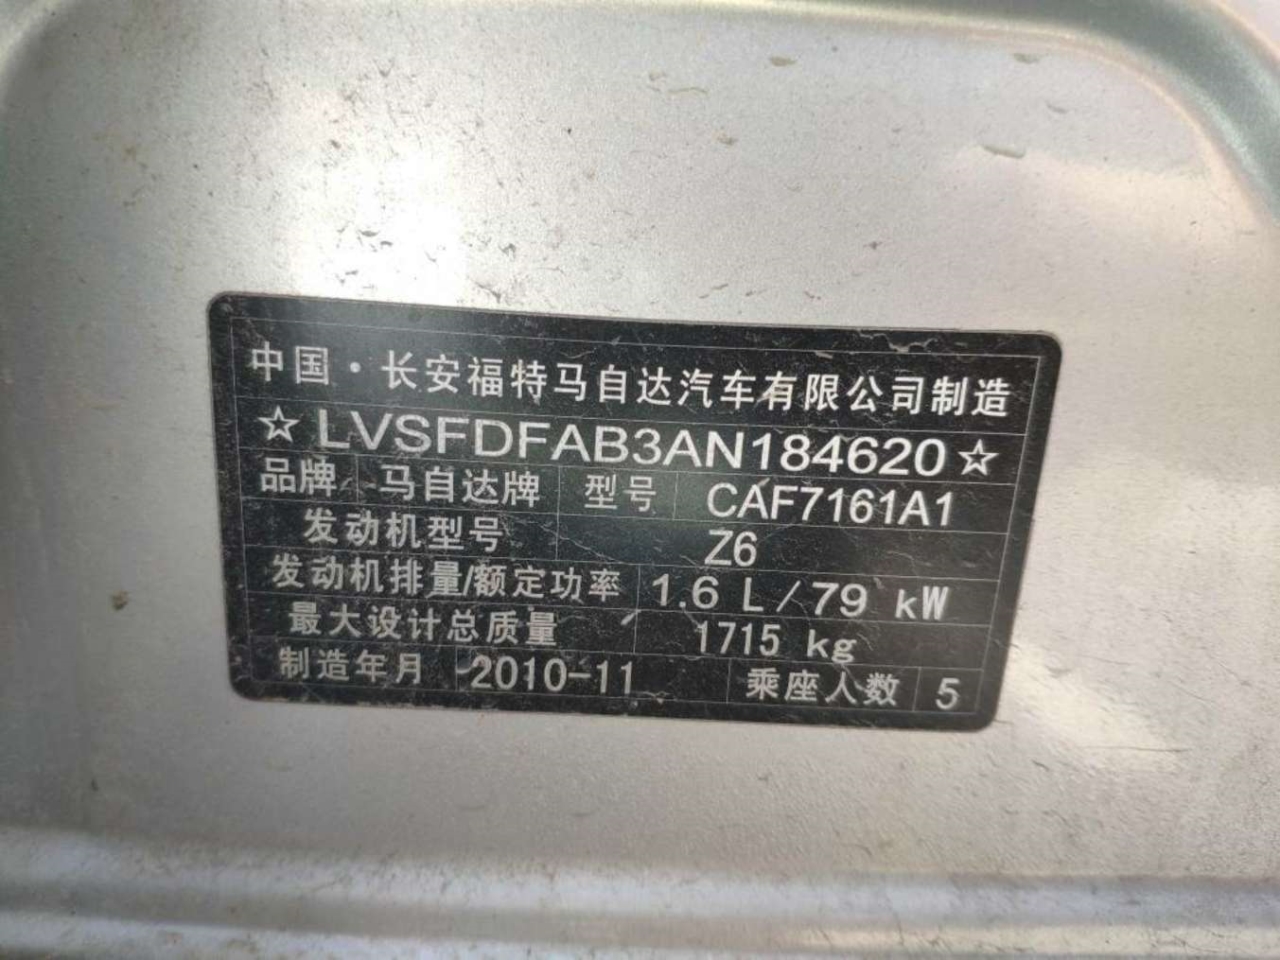 中国·长安福特马自达汽车有限公司制造
☆LVSFDFAB3AN184620☆
品牌 马自达牌 型号 CAF7161A1
发动机型号 Z6
发动机排量/额定功率 1.6 L/79 kW
最大设计总质量 1715 kg
制造年月 2010-11 乘座人数 5